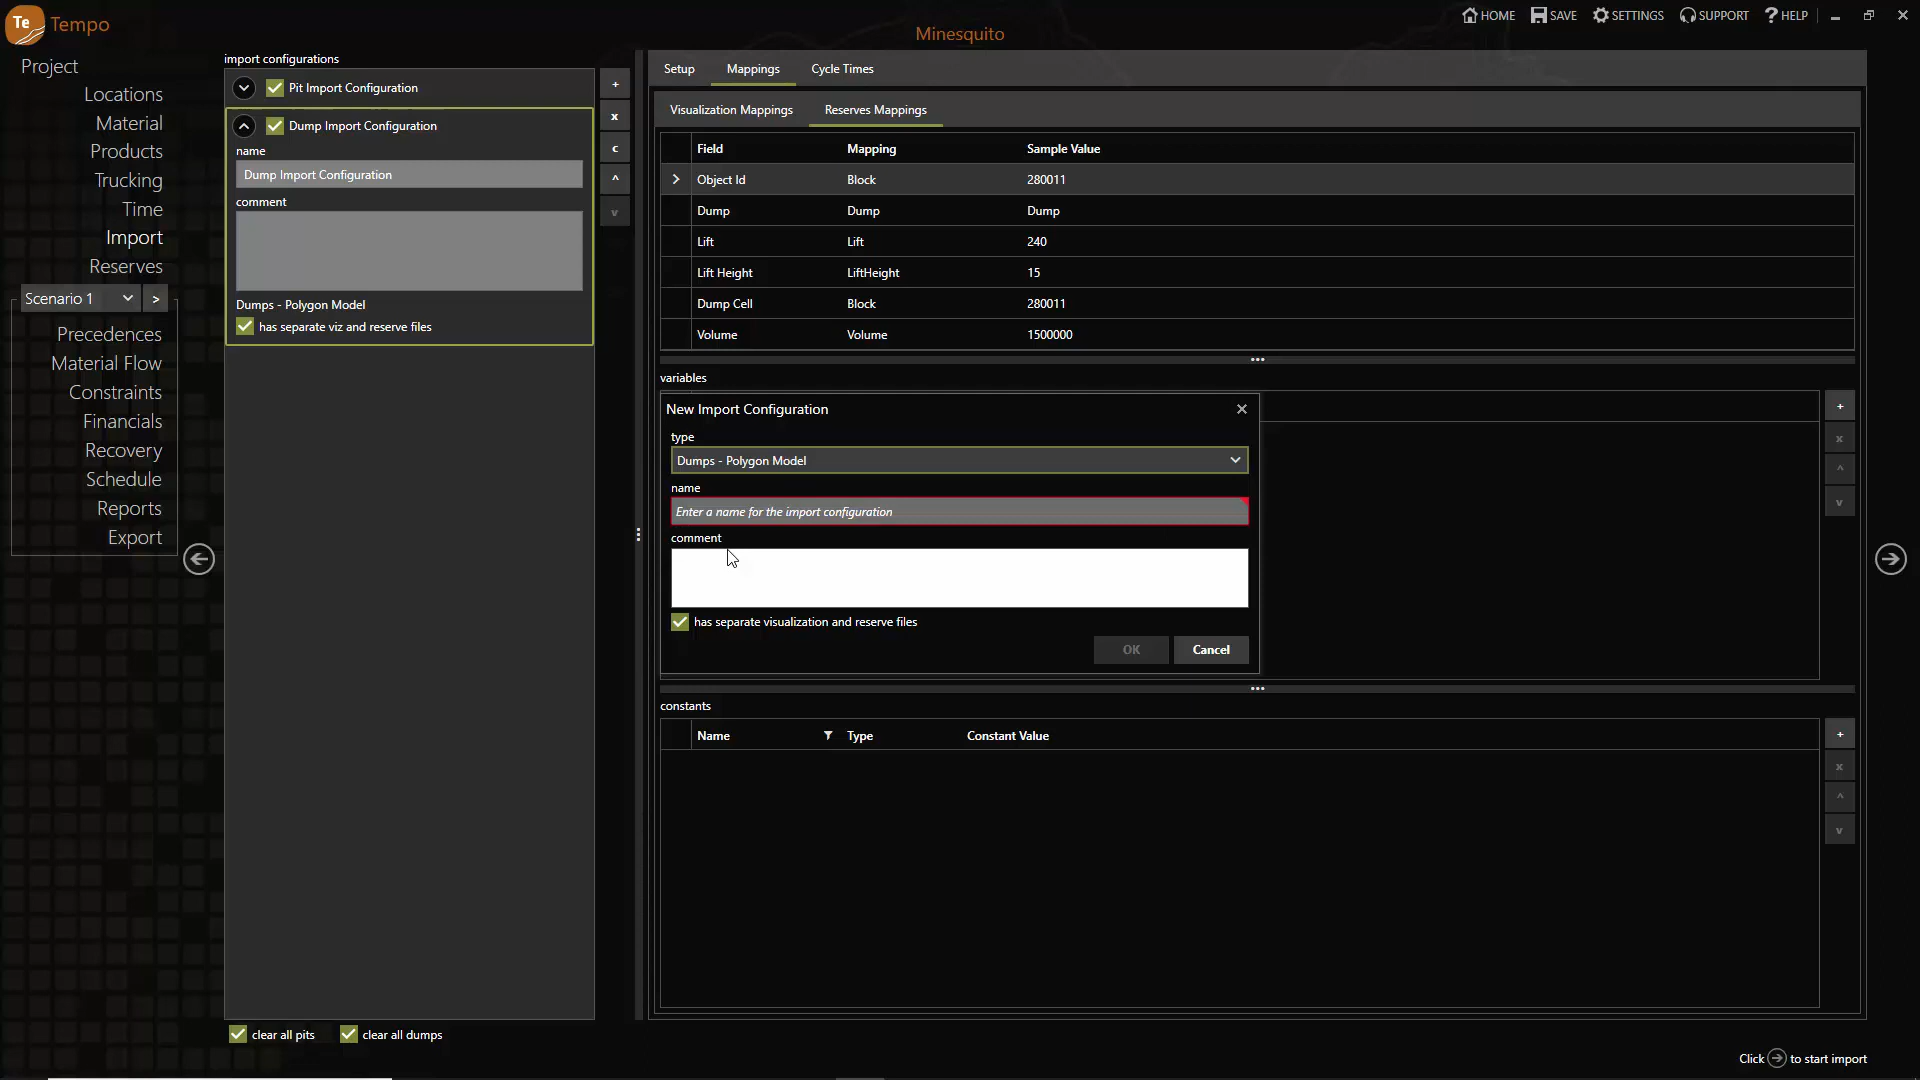 Te Tempo
Minesquito
HOME SAVE SETTINGS SUPPORT ? HELP
Project
Locations
Material
Products
Trucking
Time
Import
Reserves
Scenario 1 >
Precedences
Material Flow
Constraints
Financials
Recovery
Schedule
Reports
Export
import configurations
Pit Import Configuration
Dump Import Configuration
name
Dump Import Configuration
comment
Dumps - Polygon Model
has separate viz and reserve files
+
x
c
^
v
clear all pits clear all dumps
Setup Mappings Cycle Times
Visualization Mappings Reserves Mappings
Field Mapping Sample Value
Object Id Block 280011
Dump Dump Dump
Lift Lift 240
Lift Height LiftHeight 15
Dump Cell Block 280011
Volume Volume 1500000
variables
New Import Configuration
type
Dumps - Polygon Model
name
Enter a name for the import configuration
comment
has separate visualization and reserve files
OK Cancel
+
x
^
v
constants
Name Type Constant Value
+
x
^
v
Click to start import